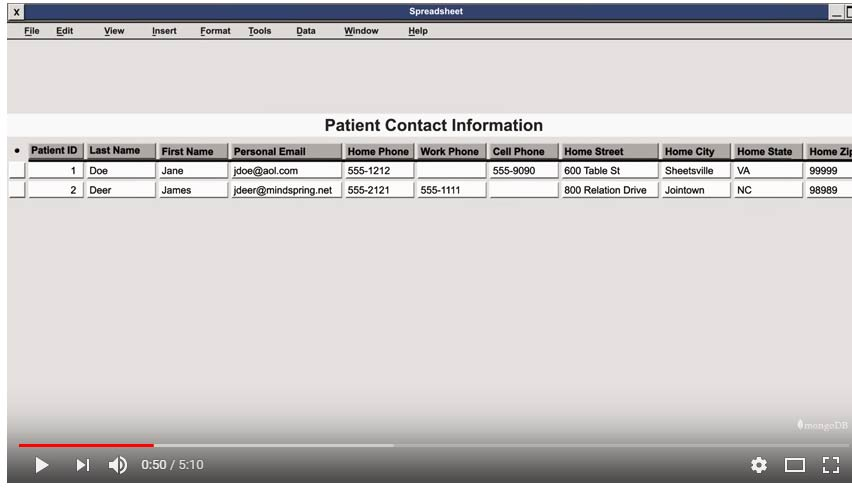 X Spreadsheet
File Edit View Insert Format Tools Data Window Help
Patient Contact Information
Patient ID Last Name First Name Personal Email Home Phone Work Phone Cell Phone Home Street Home City Home State Home Zip
1 Doe Jane jdoe@aol.com 555-1212 555-9090 600 Table St Sheetsville VA 99999
2 Deer James jdeer@mindspring.net 555-2121 555-1111 800 Relation Drive Jointown NC 98989
mongoDB
0:50 / 5:10